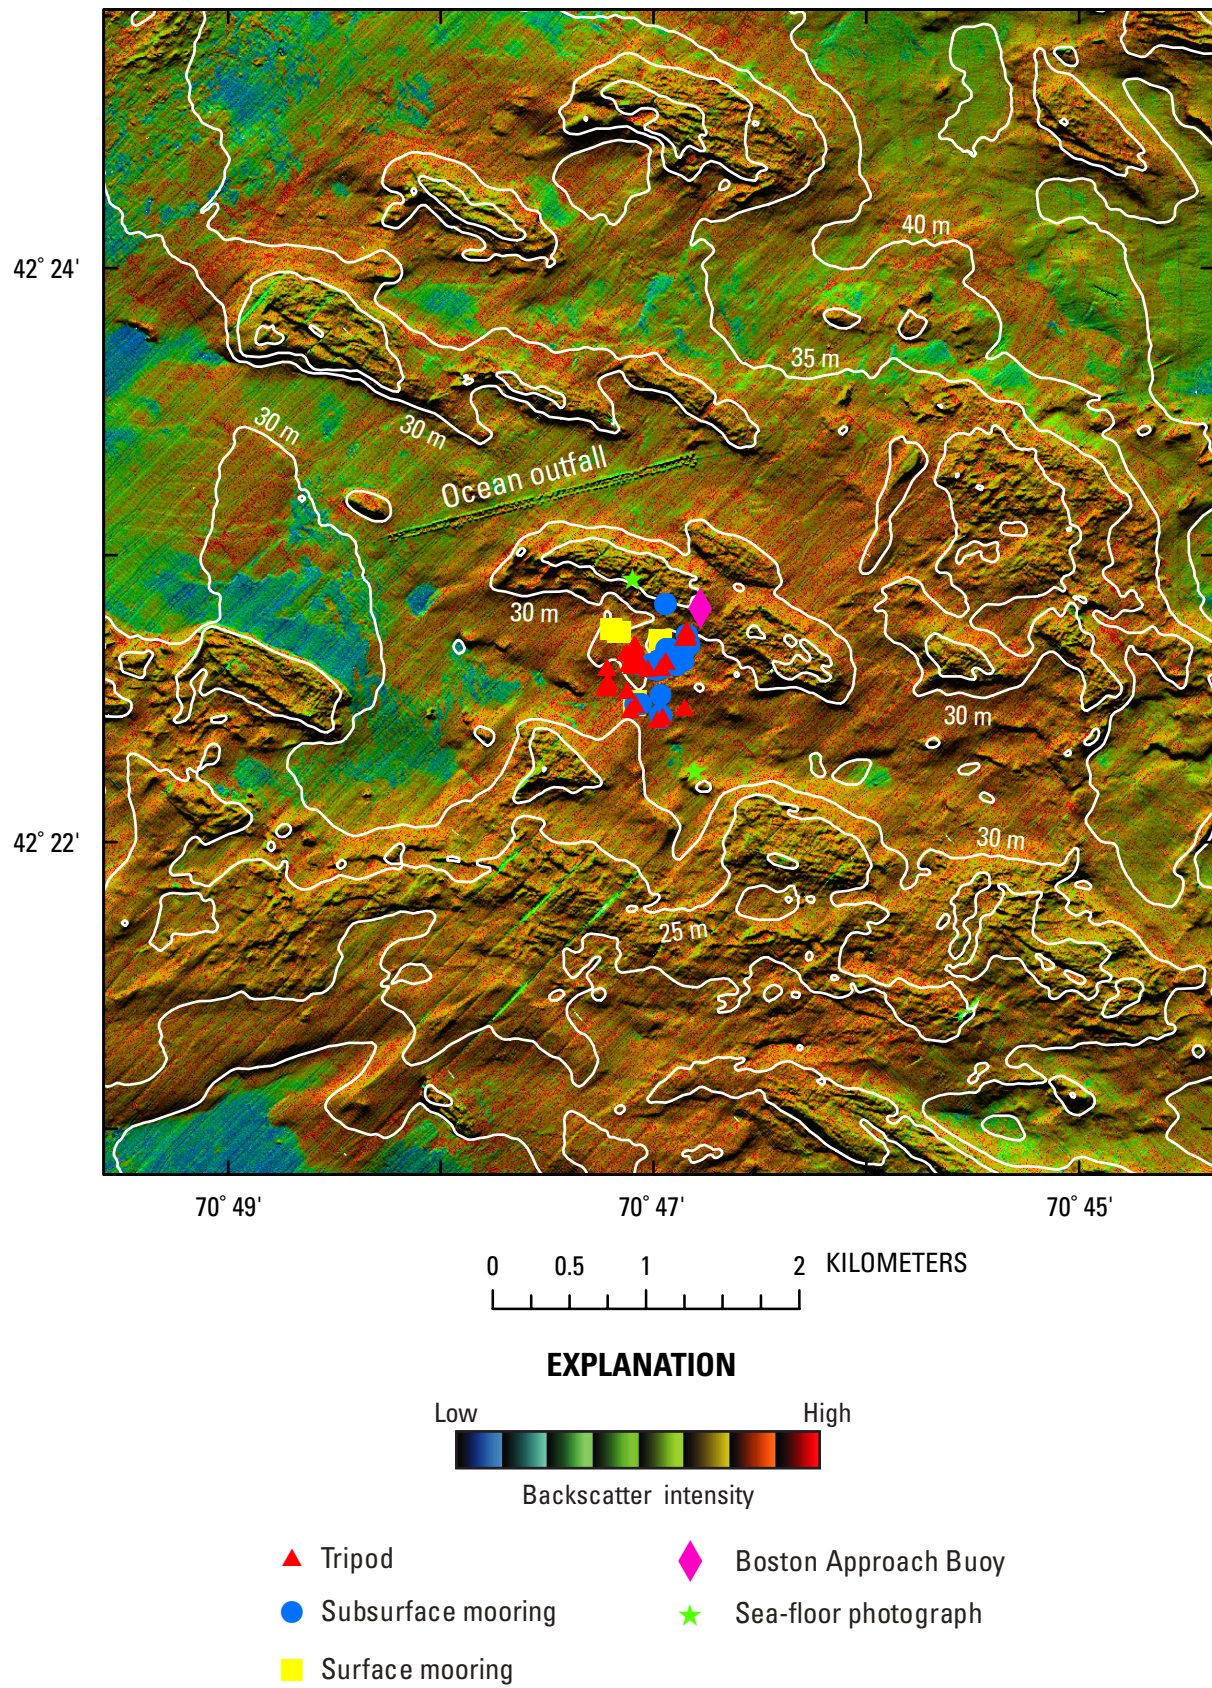 40 m
42° 24'
35 m
30 m
30 m
Ocean outfall
30 m
30 m
42° 22'
30 m
25 m
70° 49'
70° 47'
70° 45'
0 0.5 1 2 KILOMETERS
EXPLANATION
Low High
Backscatter intensity
Tripod
Boston Approach Buoy
Subsurface mooring
Sea-floor photograph
Surface mooring